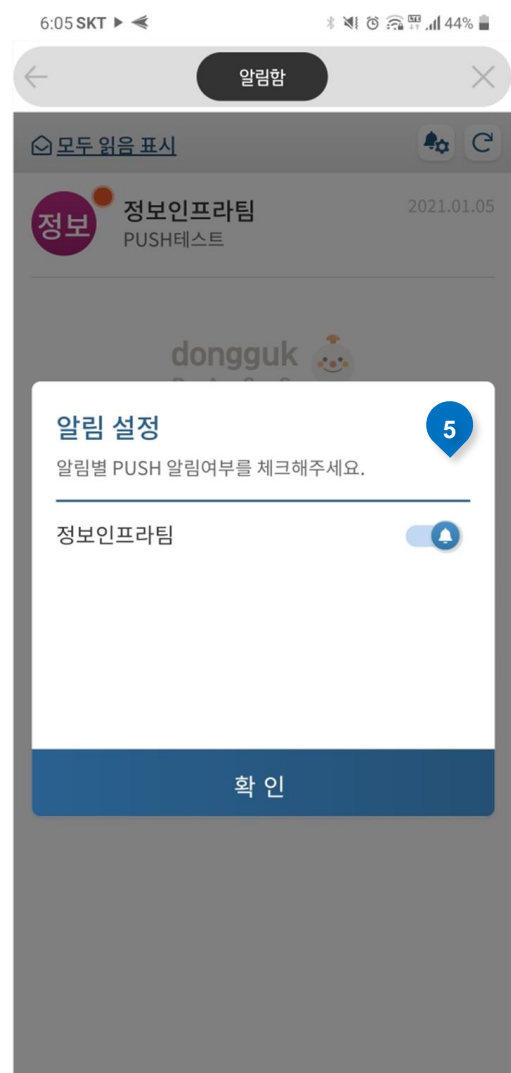 6:05 SKT
44%
알림함
모두 읽음 표시
정보
정보인프라팀
2021.01.05
PUSH테스트
dongguk
알림 설정
5
알림별 PUSH 알림여부를 체크해주세요.
정보인프라팀
확 인